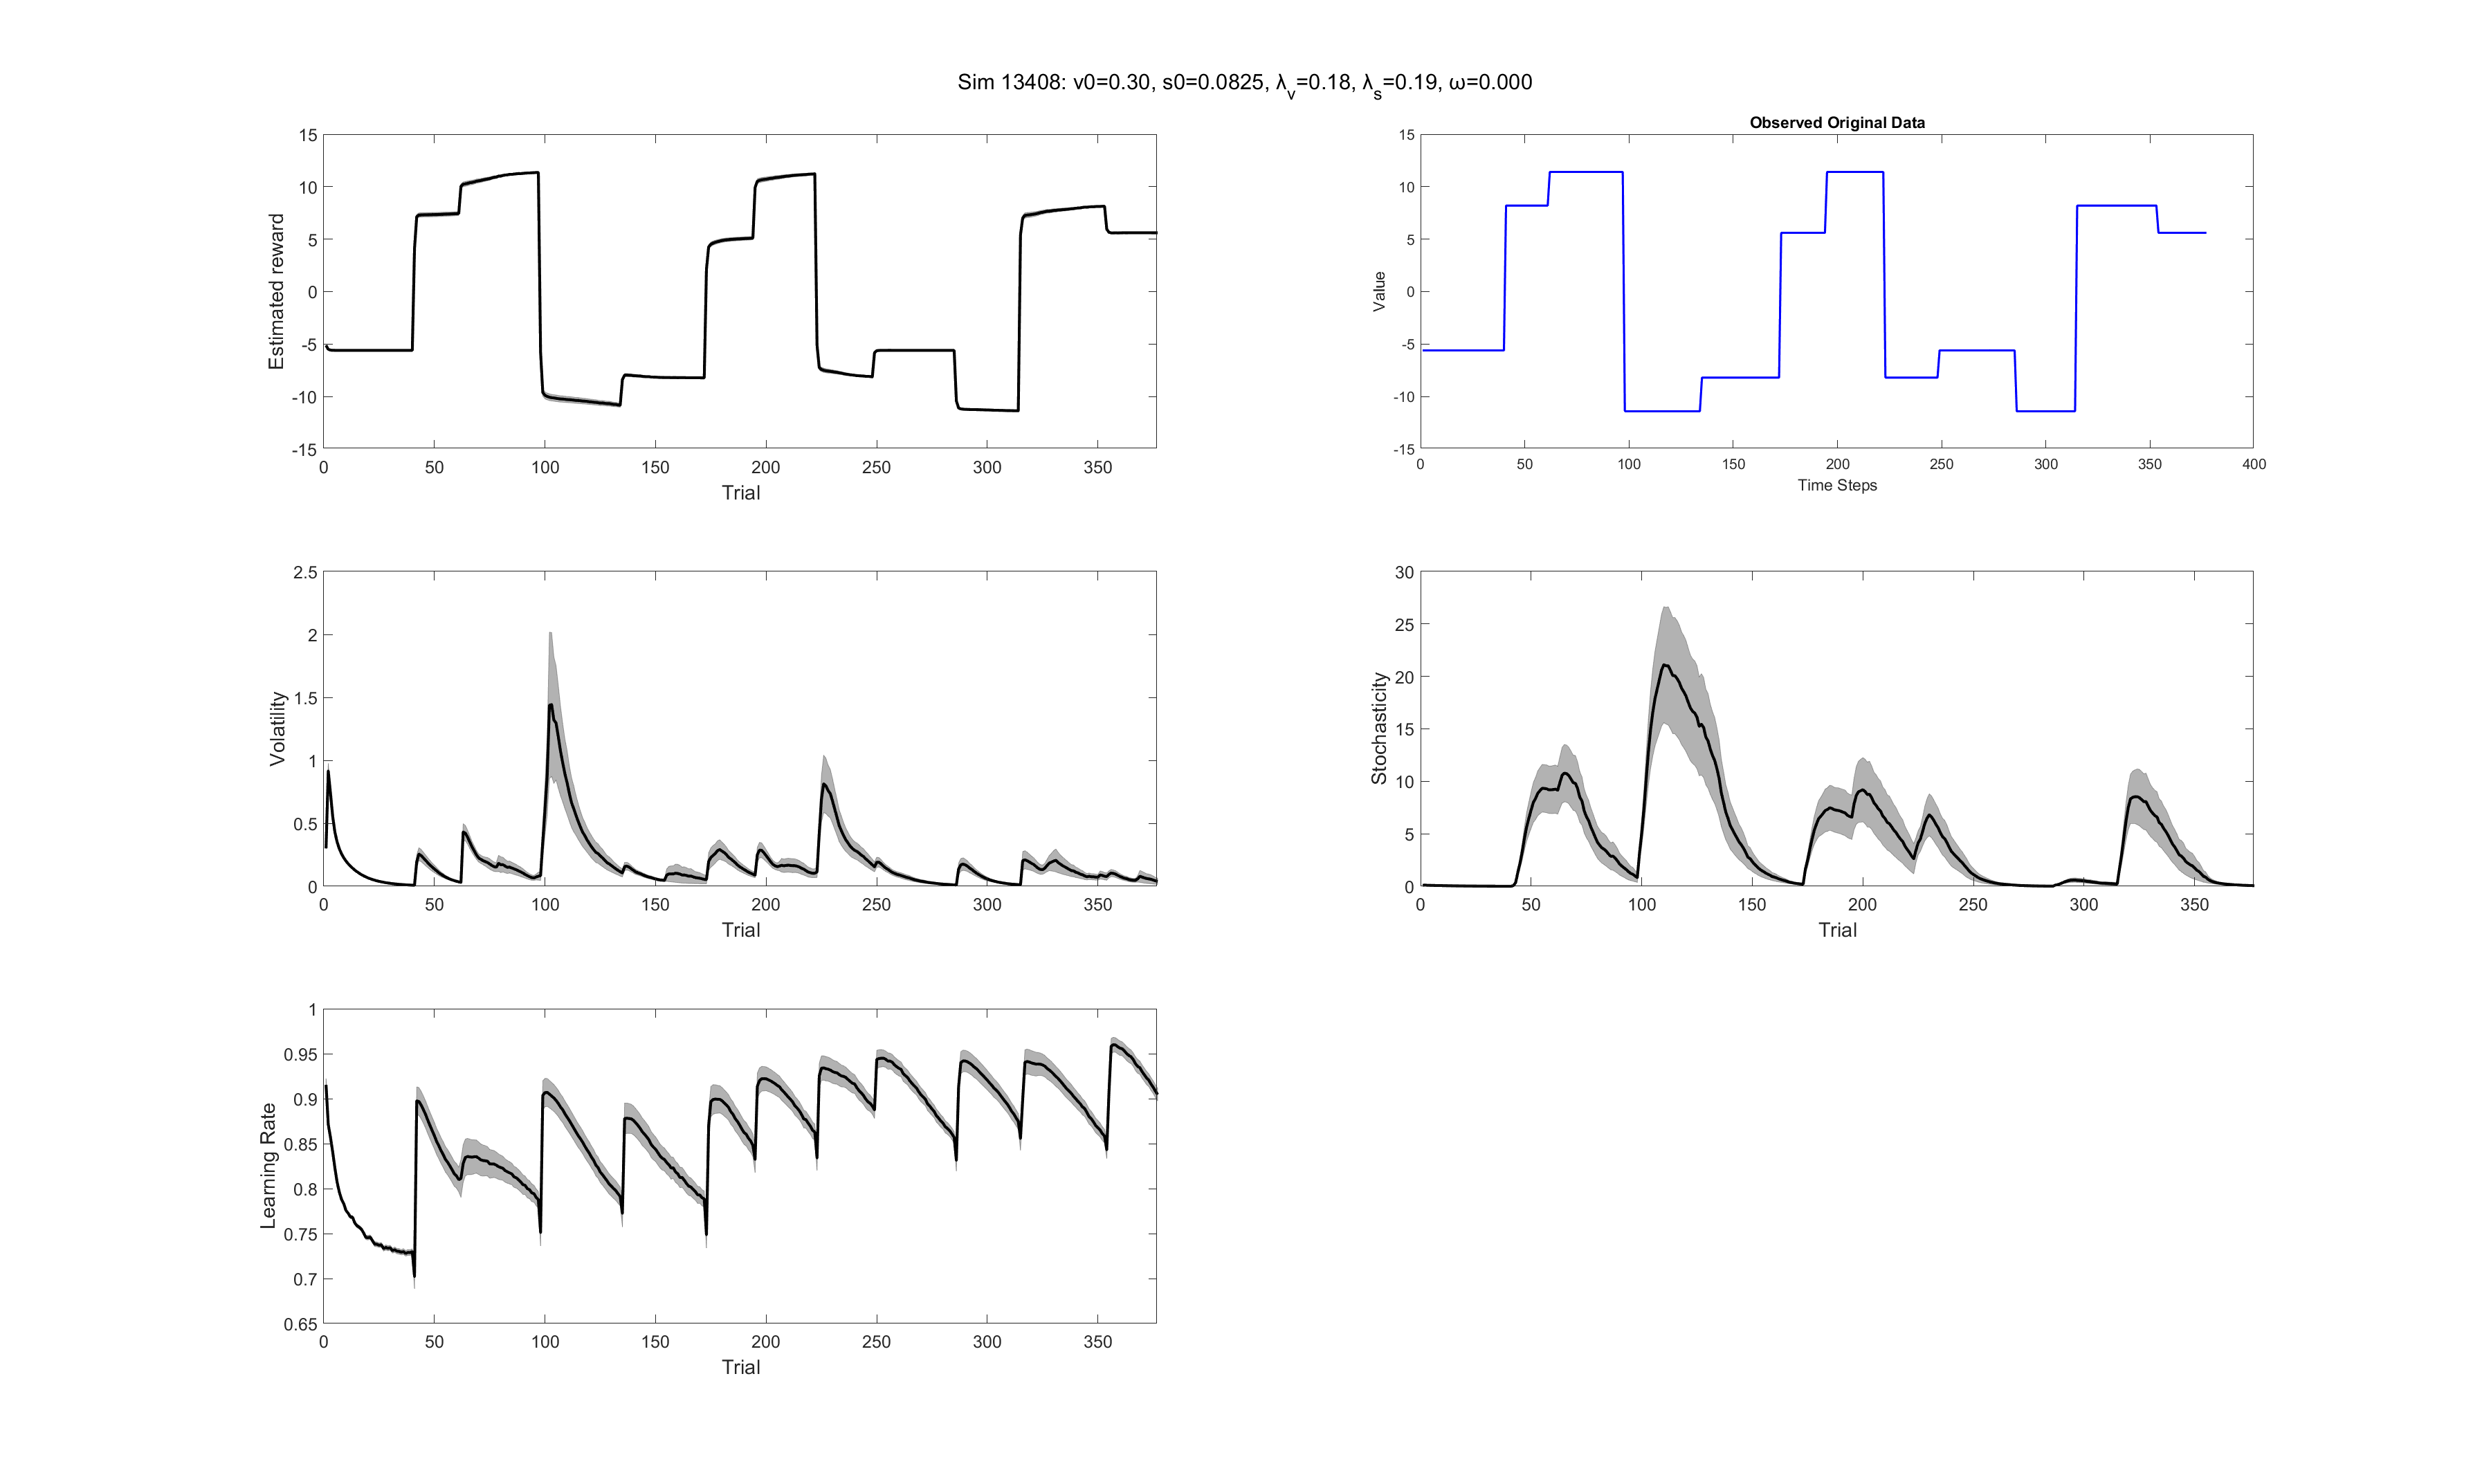 Sim 13408: v0=0.30, s0=0.0825, λv=0.18, λs=0.19, ω=0.000
15
10
5
0
-5
-10
-15
Estimated reward
0 50 100 150 200 250 300 350
Trial
Observed Original Data
15
10
5
0
-5
-10
-15
Value
0 50 100 150 200 250 300 350 400
Time Steps
2.5
2
1.5
1
0.5
0
Volatility
0 50 100 150 200 250 300 350
Trial
30
25
20
15
10
5
0
Stochasticity
0 50 100 150 200 250 300 350
Trial
1
0.95
0.9
0.85
0.8
0.75
0.7
0.65
Learning Rate
0 50 100 150 200 250 300 350
Trial